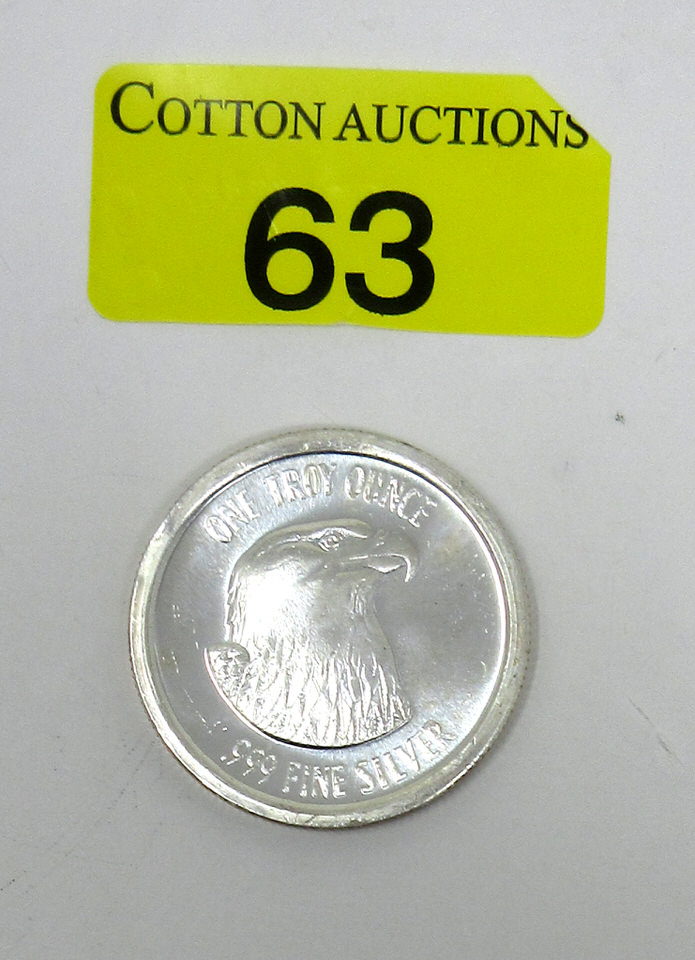 COTTON AUCTIONS
63
ONE TROY OUNCE
.999 FINE SILVER